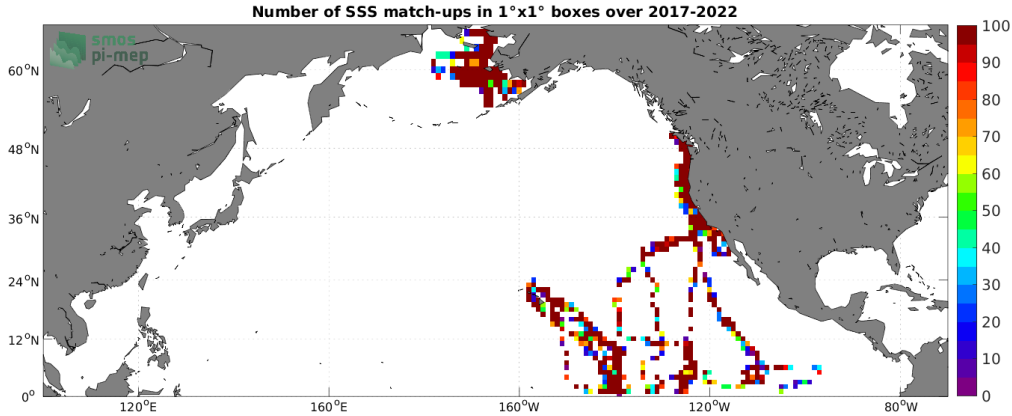 Number of SSS match-ups in 1°x1° boxes over 2017-2022
smos
pi-mep
60°N
48°N
36°N
24°N
12°N
0°
120°E
160°E
160°W
120°W
80°W
100
90
80
70
60
50
40
30
20
10
0